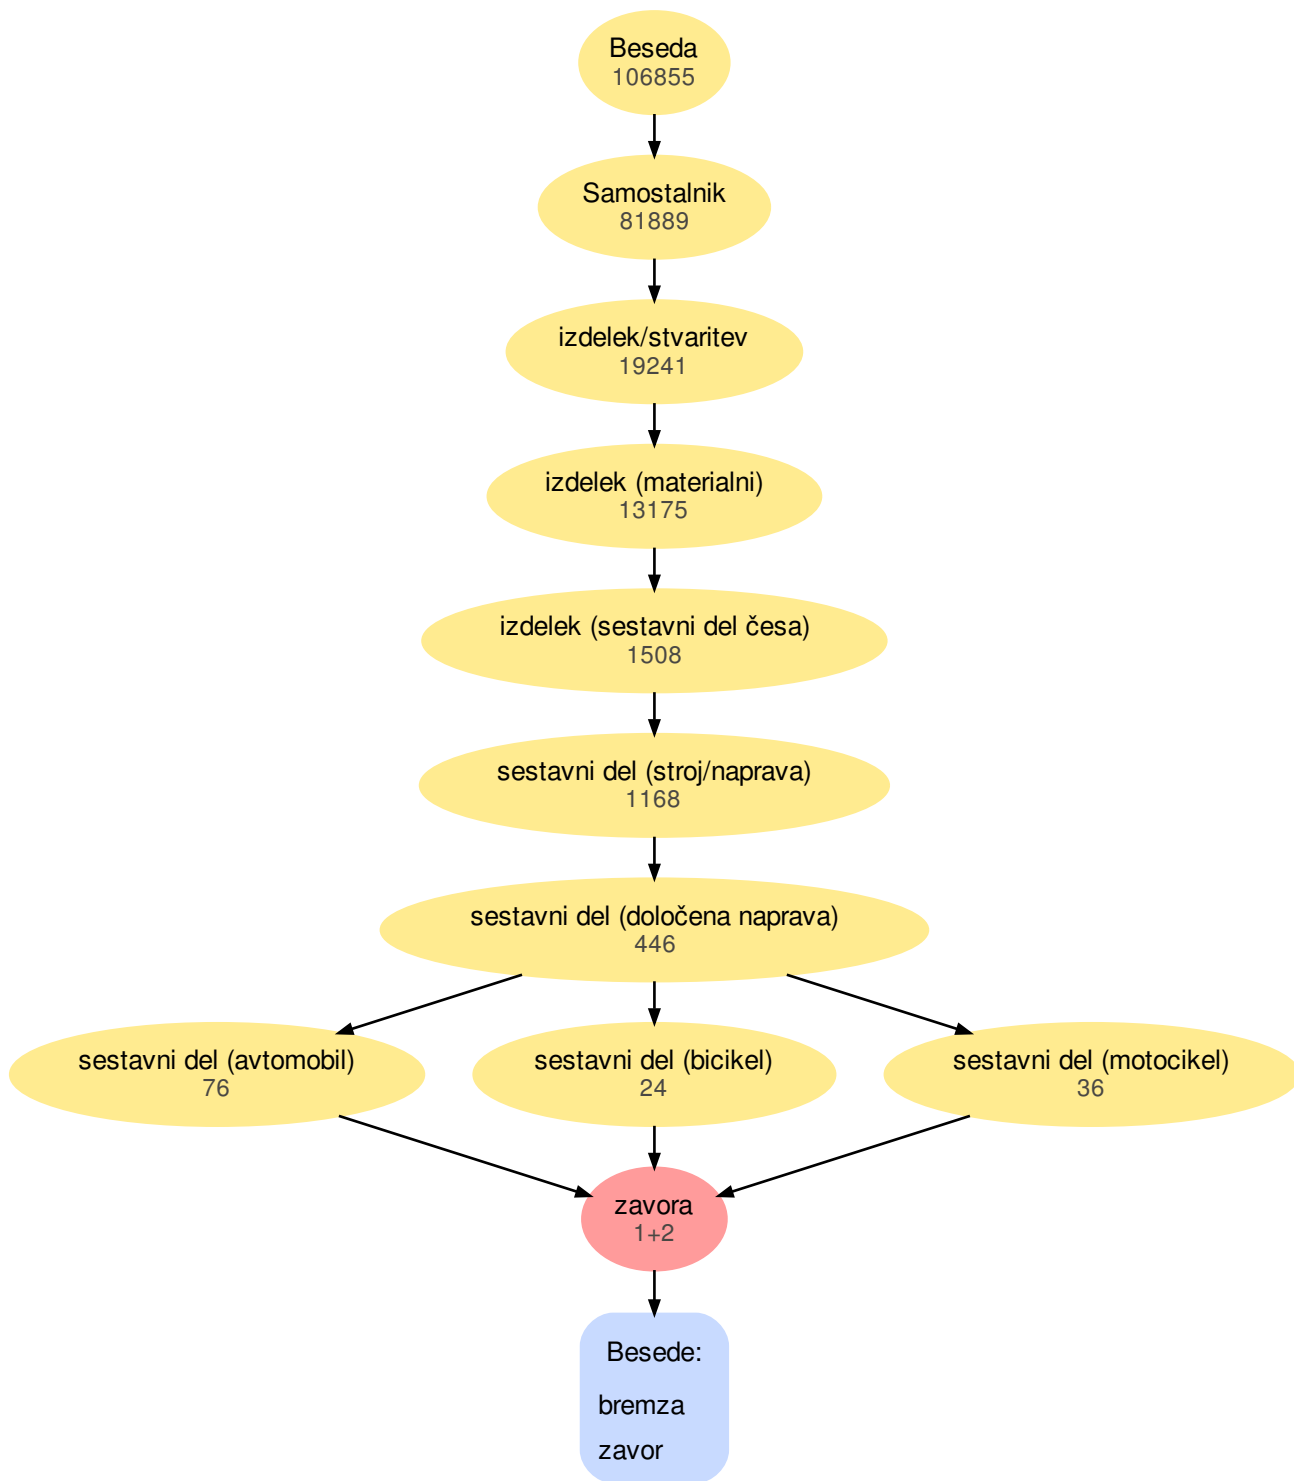 Beseda
106855
Samostalnik
81889
izdelek/stvaritev
19241
izdelek (materialni)
13175
izdelek (sestavni del česa)
1508
sestavni del (stroj/naprava)
1168
sestavni del (določena naprava)
446
sestavni del (avtomobil)
76
sestavni del (bicikel)
24
sestavni del (motocikel)
36
zavora
1+2
Besede:
bremza
zavor